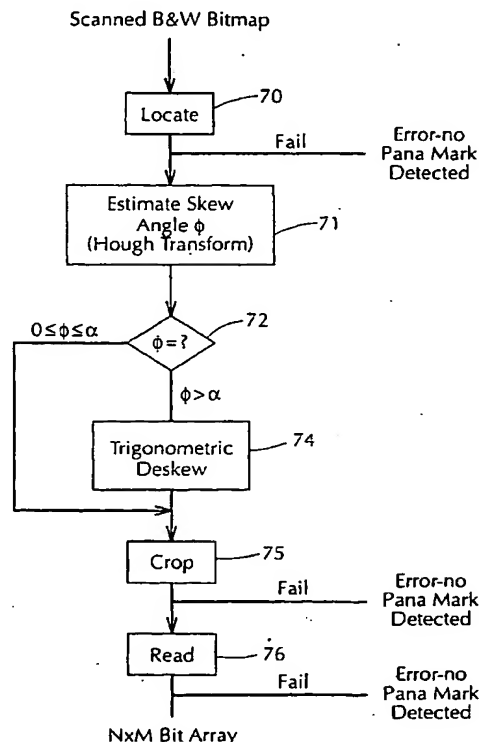 Scanned B&W Bitmap
70
Locate
Fail
Error-no
Pana Mark
Detected
Estimate Skew
Angle ϕ
(Hough Transform)
71
72
0≤ϕ≤α
ϕ=?
ϕ>α
74
Trigonometric
Deskew
Crop
75
Fail
Error-no
Pana Mark
Detected
Read
76
Fail
Error-no
Pana Mark
Detected
NxM Bit Array